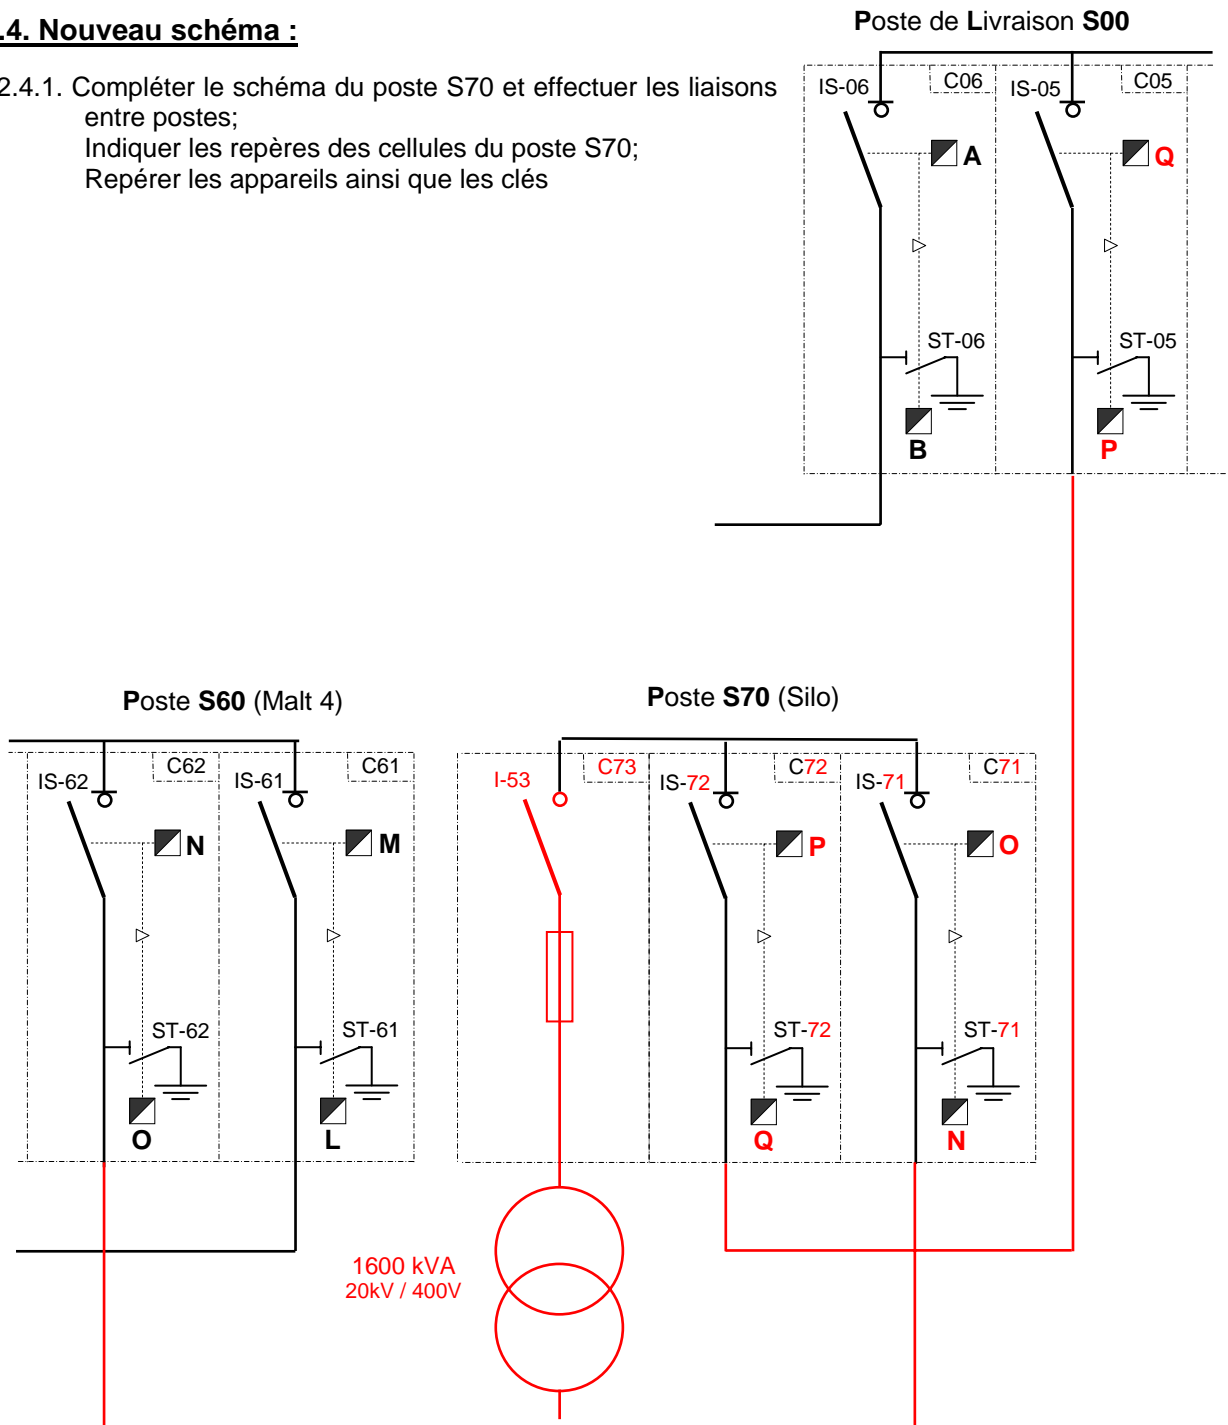 .4. Nouveau schéma :
Poste de Livraison S00
2.4.1. Compléter le schéma du poste S70 et effectuer les liaisons
entre postes;
Indiquer les repères des cellules du poste S70;
Repérer les appareils ainsi que les clés
IS-06
C06
IS-05
C05
A
Q
ST-06
ST-05
B
P
Poste S60 (Malt 4)
Poste S70 (Silo)
IS-62
C62
IS-61
C61
I-53
C73
IS-72
C72
IS-71
C71
N
M
P
O
ST-62
ST-61
ST-72
ST-71
O
L
Q
N
1600 kVA
20kV / 400V